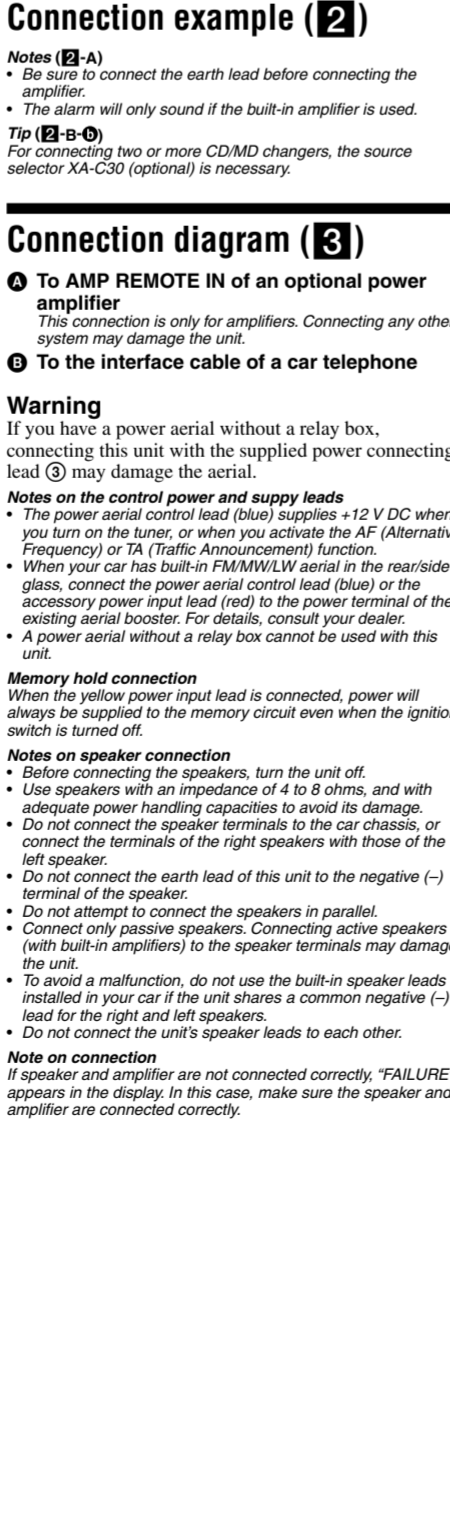 Connection example (2)
Notes (2-A)
• Be sure to connect the earth lead before connecting the
amplifier.
• The alarm will only sound if the built-in amplifier is used.
Tip (2-B-b)
For connecting two or more CD/MD changers, the source
selector XA-C30 (optional) is necessary.
Connection diagram (3)
A To AMP REMOTE IN of an optional power
amplifier
This connection is only for amplifiers. Connecting any other
system may damage the unit.
B To the interface cable of a car telephone
Warning
If you have a power aerial without a relay box,
connecting this unit with the supplied power connecting
lead ③ may damage the aerial.
Notes on the control power and suppy leads
• The power aerial control lead (blue) supplies +12 V DC when
you turn on the tuner, or when you activate the AF (Alternativ
Frequency) or TA (Traffic Announcement) function.
• When your car has built-in FM/MW/LW aerial in the rear/side
glass, connect the power aerial control lead (blue) or the
accessory power input lead (red) to the power terminal of the
existing aerial booster. For details, consult your dealer.
• A power aerial without a relay box cannot be used with this
unit.
Memory hold connection
When the yellow power input lead is connected, power will
always be supplied to the memory circuit even when the ignition
switch is turned off.
Notes on speaker connection
• Before connecting the speakers, turn the unit off.
• Use speakers with an impedance of 4 to 8 ohms, and with
adequate power handling capacities to avoid its damage.
• Do not connect the speaker terminals to the car chassis, or
connect the terminals of the right speakers with those of the
left speaker.
• Do not connect the earth lead of this unit to the negative (–)
terminal of the speaker.
• Do not attempt to connect the speakers in parallel.
• Connect only passive speakers. Connecting active speakers
(with built-in amplifiers) to the speaker terminals may damage
the unit.
• To avoid a malfunction, do not use the built-in speaker leads
installed in your car if the unit shares a common negative (–)
lead for the right and left speakers.
• Do not connect the unit's speaker leads to each other.
Note on connection
If speaker and amplifier are not connected correctly, “FAILURE
appears in the display. In this case, make sure the speaker and
amplifier are connected correctly.